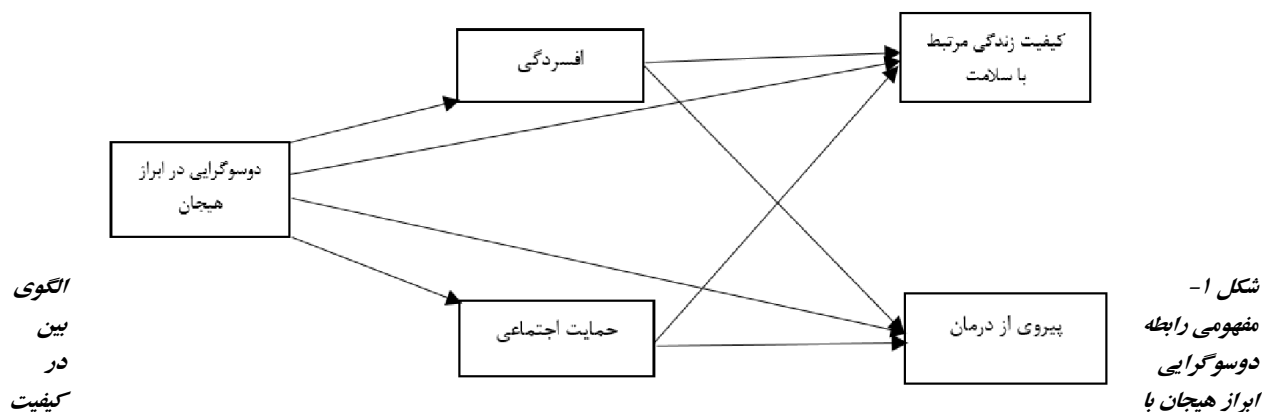 افسردگی
کیفیت زندگی مرتبط
با سلامت
دوسوگرایی در ابراز
هیجان
حمایت اجتماعی
پیروی از درمان
شکل ۱- الگوی
مفهومی رابطه بین
دوسوگرایی در
ابراز هیجان با کیفیت